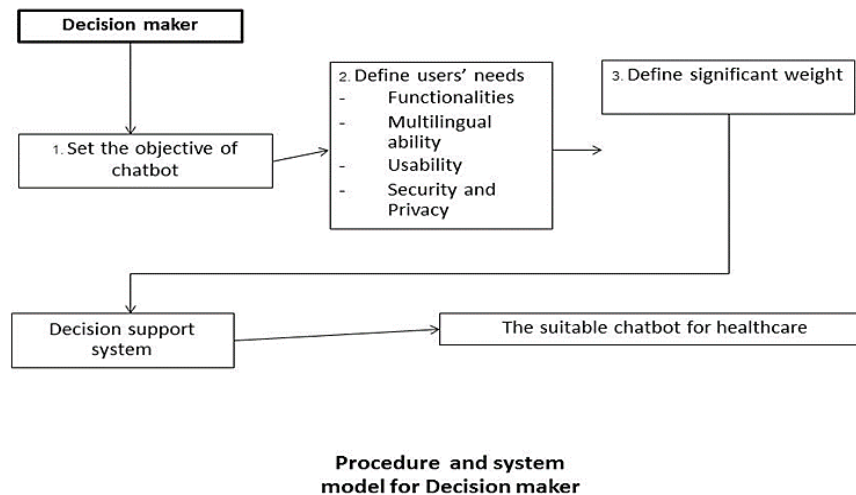 Decision maker
1. Set the objective of
chatbot
2. Define users' needs
- Functionalities
- Multilingual
ability
- Usability
- Security and
Privacy
3. Define significant weight
Decision support
system
The suitable chatbot for healthcare
Procedure and system
model for Decision maker